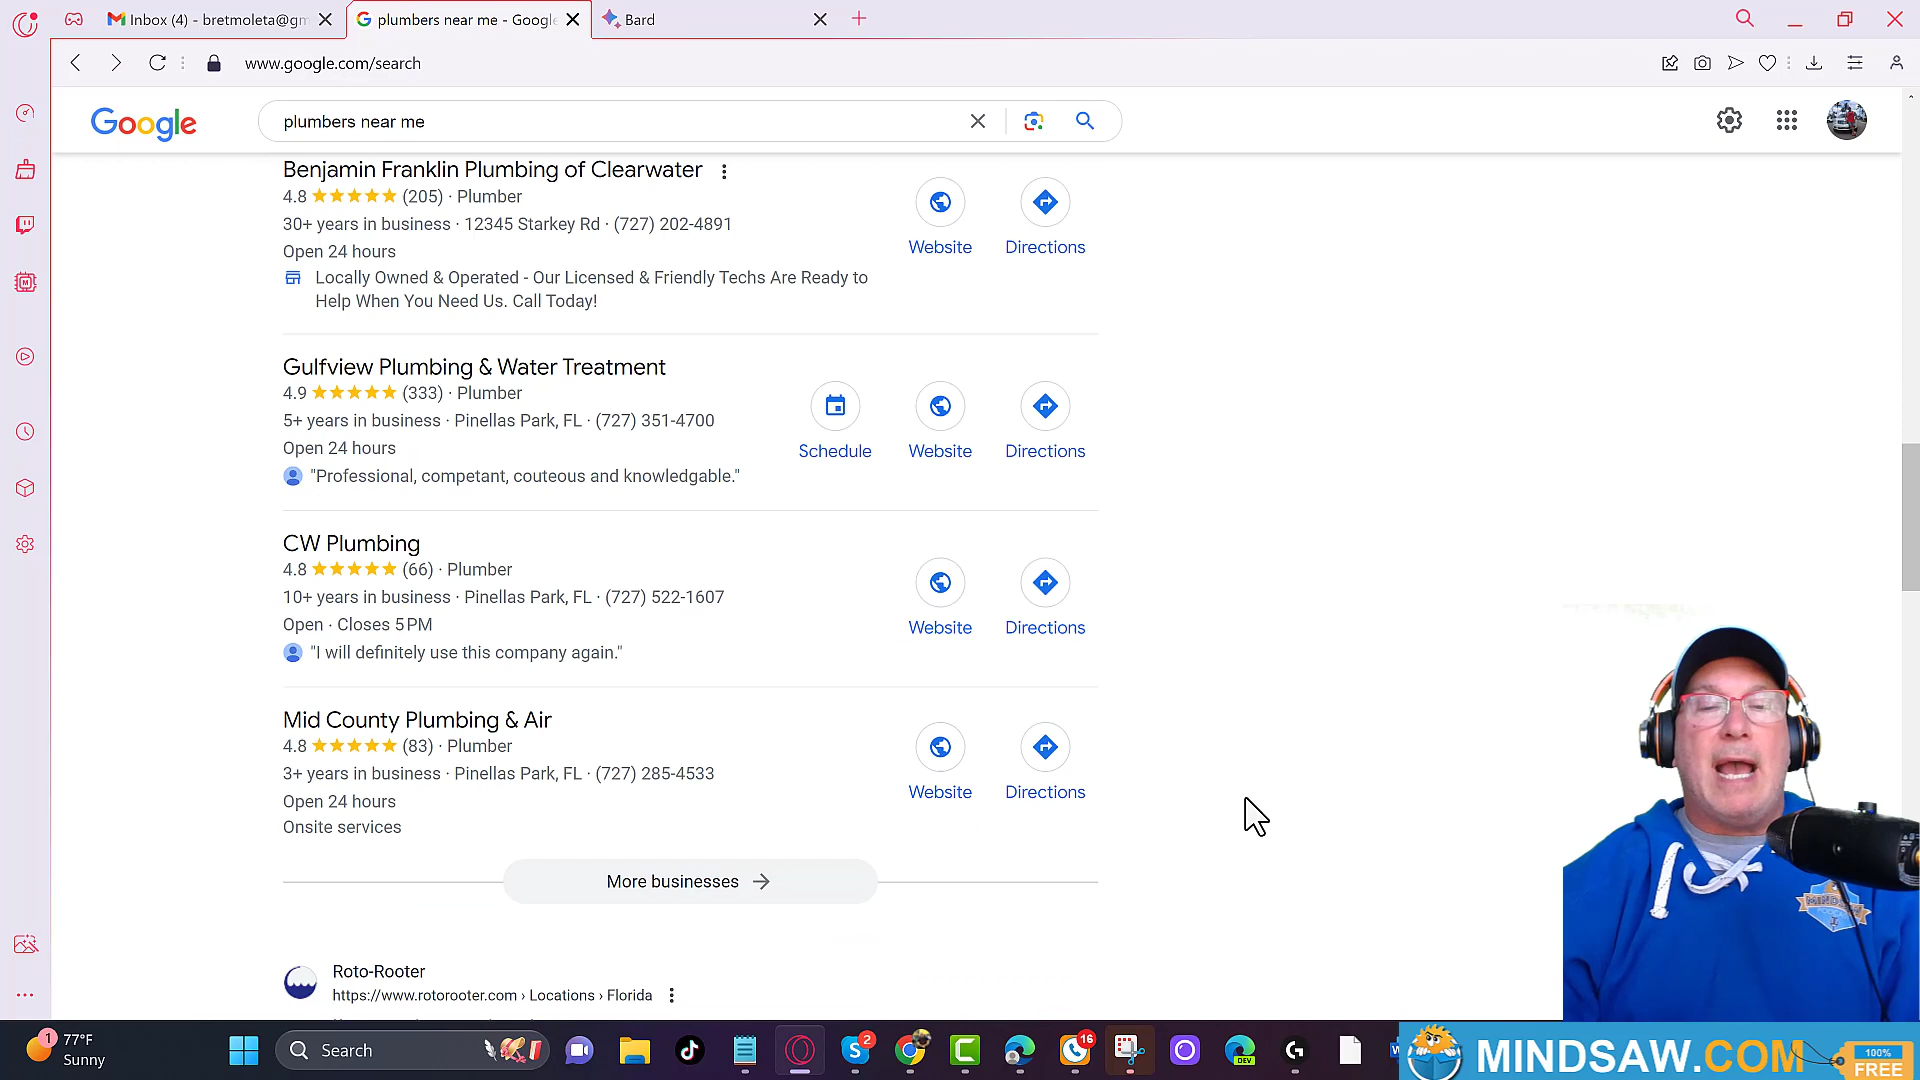 Inbox (4) - bretmoleta@gm
plumbers near me - Google
Bard
www.google.com/search
Google
plumbers near me
Benjamin Franklin Plumbing of Clearwater
4.8 (205) · Plumber
30+ years in business · 12345 Starkey Rd · (727) 202-4891
Open 24 hours
Locally Owned & Operated - Our Licensed & Friendly Techs Are Ready to
Help When You Need Us. Call Today!
Website
Directions
Gulfview Plumbing & Water Treatment
4.9 (333) · Plumber
5+ years in business · Pinellas Park, FL · (727) 351-4700
Open 24 hours
"Professional, competant, couteous and knowledgable."
Schedule
Website
Directions
CW Plumbing
4.8 (66) · Plumber
10+ years in business · Pinellas Park, FL · (727) 522-1607
Open · Closes 5 PM
"I will definitely use this company again."
Website
Directions
Mid County Plumbing & Air
4.8 (83) · Plumber
3+ years in business · Pinellas Park, FL · (727) 285-4533
Open 24 hours
Onsite services
Website
Directions
More businesses
Roto-Rooter
https://www.rotorooter.com › Locations › Florida
MINDSAW
1
77°F
Sunny
Search
2
16
DEV
MINDSAW.COM
100%
FREE